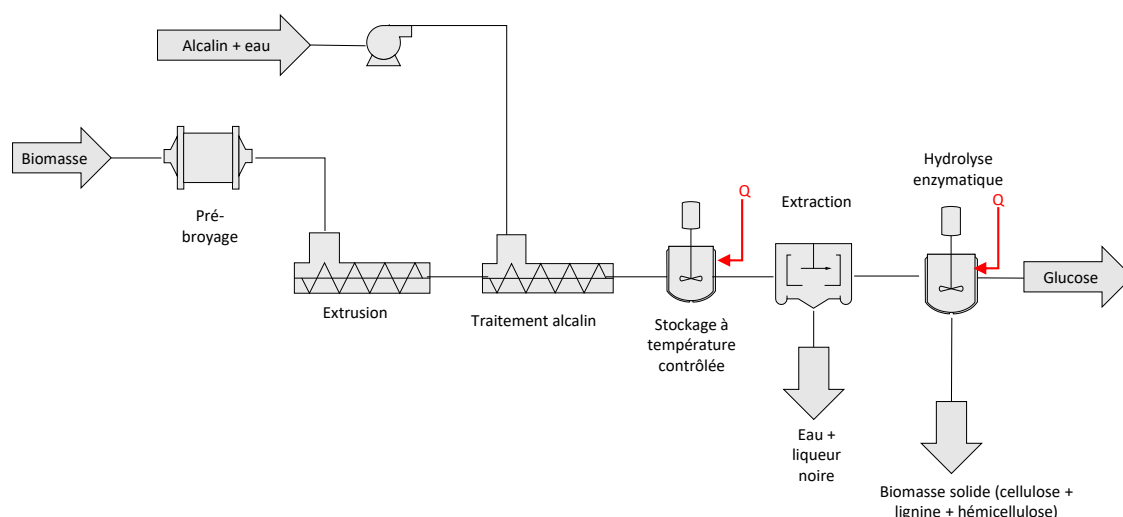 Alcalin + eau
Biomasse
Pré-
broyage
Extrusion
Traitement alcalin
Q
Stockage à
température
contrôlée
Extraction
Eau +
liqueur
noire
Hydrolyse
enzymatique
Q
Glucose
Biomasse solide (cellulose +
lignine + hémicellulose)